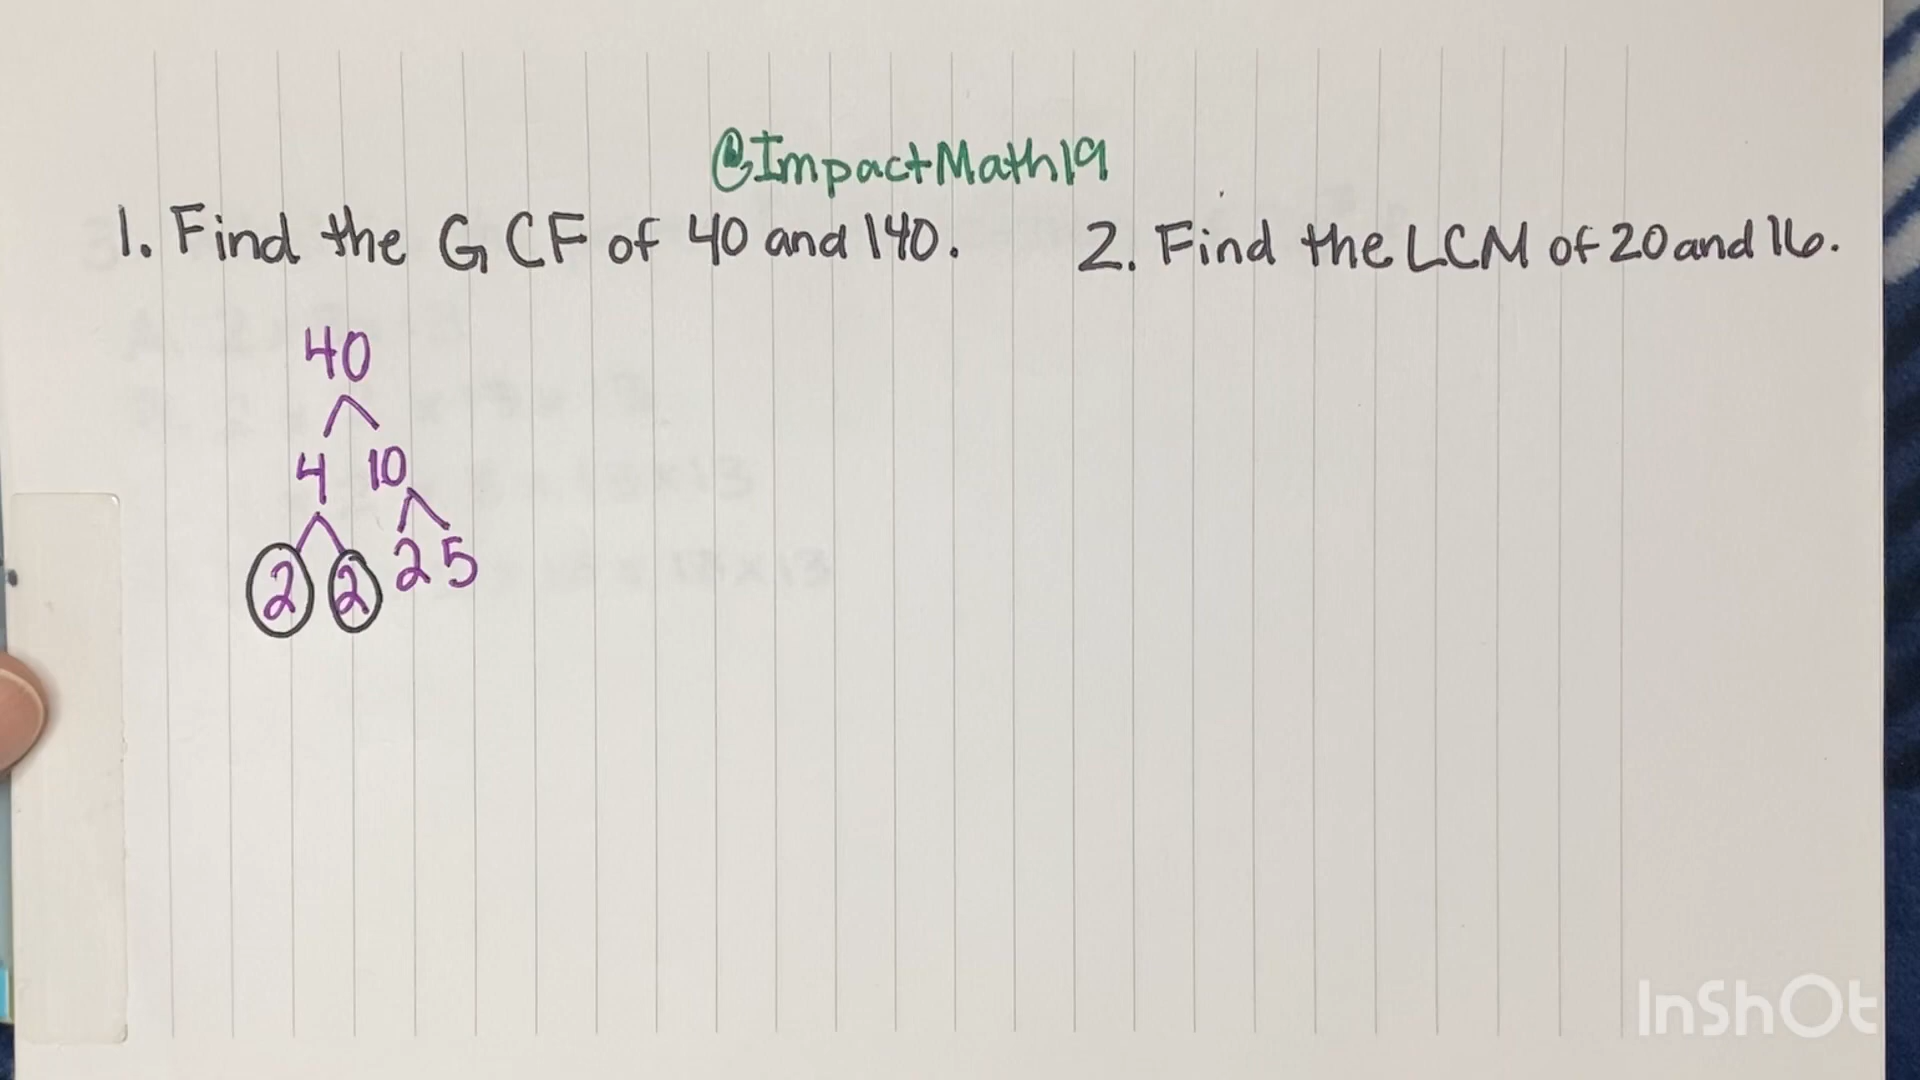 @ImpactMath19
1. Find the GCF of 40 and 140.
2. Find the LCM of 20 and 16.
40
4 10
2 2 2 5
InShOt